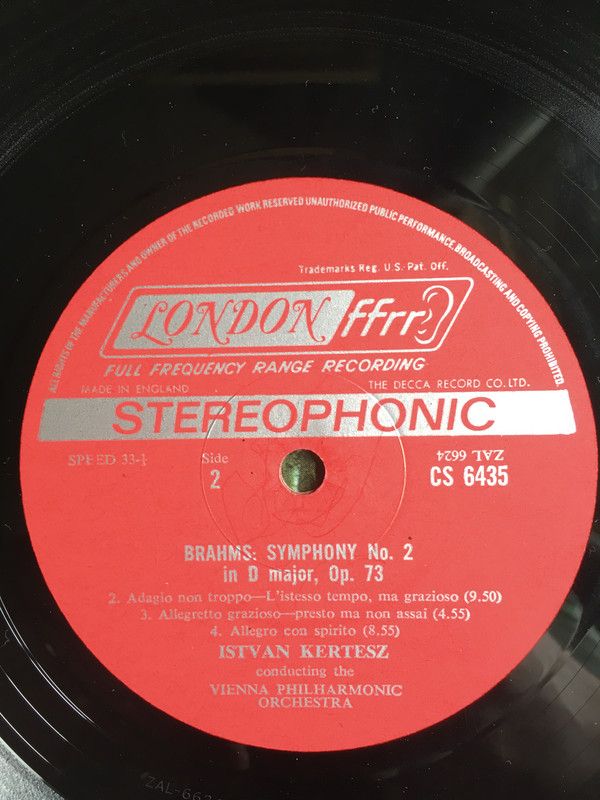 ALL RIGHTS OF THE MANUFACTURERS AND OWNER OF THE RECORDED WORK RESERVED UNAUTHORIZED PUBLIC PERFORMANCE, BROADCASTING AND COPYING PROHIBITED.
Trademarks Reg. U.S. Pat. Off.
LONDON ffrr
FULL FREQUENCY RANGE RECORDING
MADE IN ENGLAND THE DECCA RECORD CO. LTD.
STEREOPHONIC
SPEED 33-⅓ Side ZAL 6624
2 CS 6435
BRAHMS: SYMPHONY No. 2
in D major, Op. 73
2. Adagio non troppo—L'istesso tempo, ma grazioso (9.50)
3. Allegretto grazioso—presto ma non assai (4.55)
4. Allegro con spirito (8.55)
ISTVAN KERTESZ
conducting the
VIENNA PHILHARMONIC
ORCHESTRA